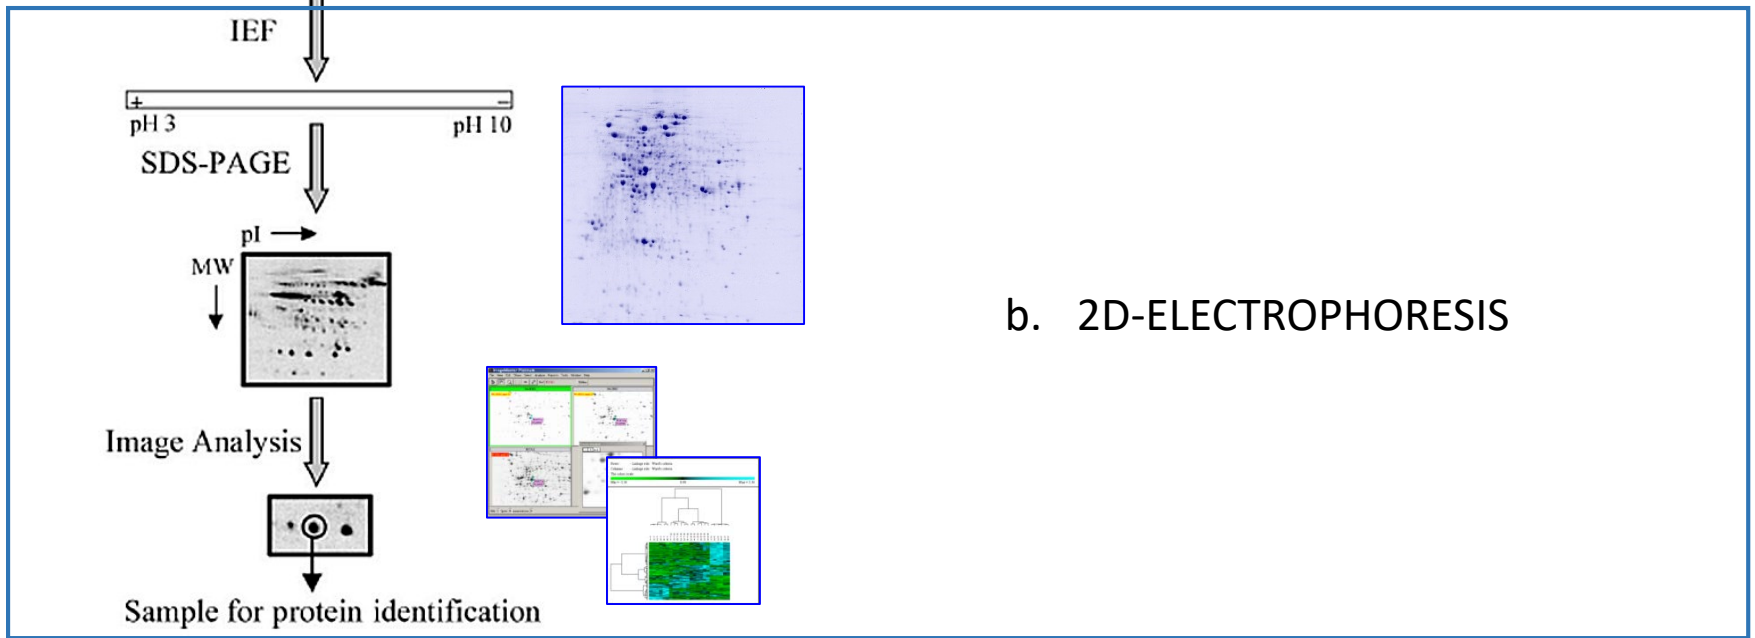 IEF
+ −
pH 3 pH 10
SDS-PAGE
pI
MW
Image Analysis
Sample for protein identification
b. 2D-ELECTROPHORESIS